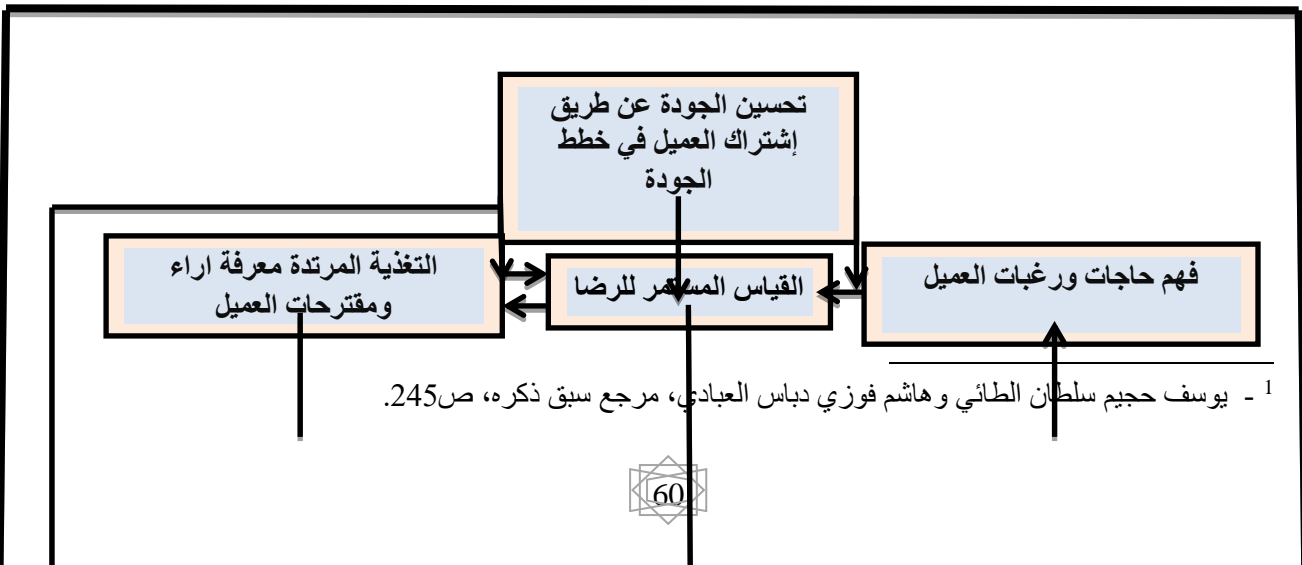 تحسين الجودة عن طريق
إشتراك العميل في خطط
الجودة
فهم حاجات ورغبات العميل
القياس المستمر للرضا
التغذية المرتدة معرفة اراء
ومقترحات العميل
1 - يوسف حجيم سلطان الطائي وهاشم فوزي دباس العبادي، مرجع سبق ذكره، ص245.
60